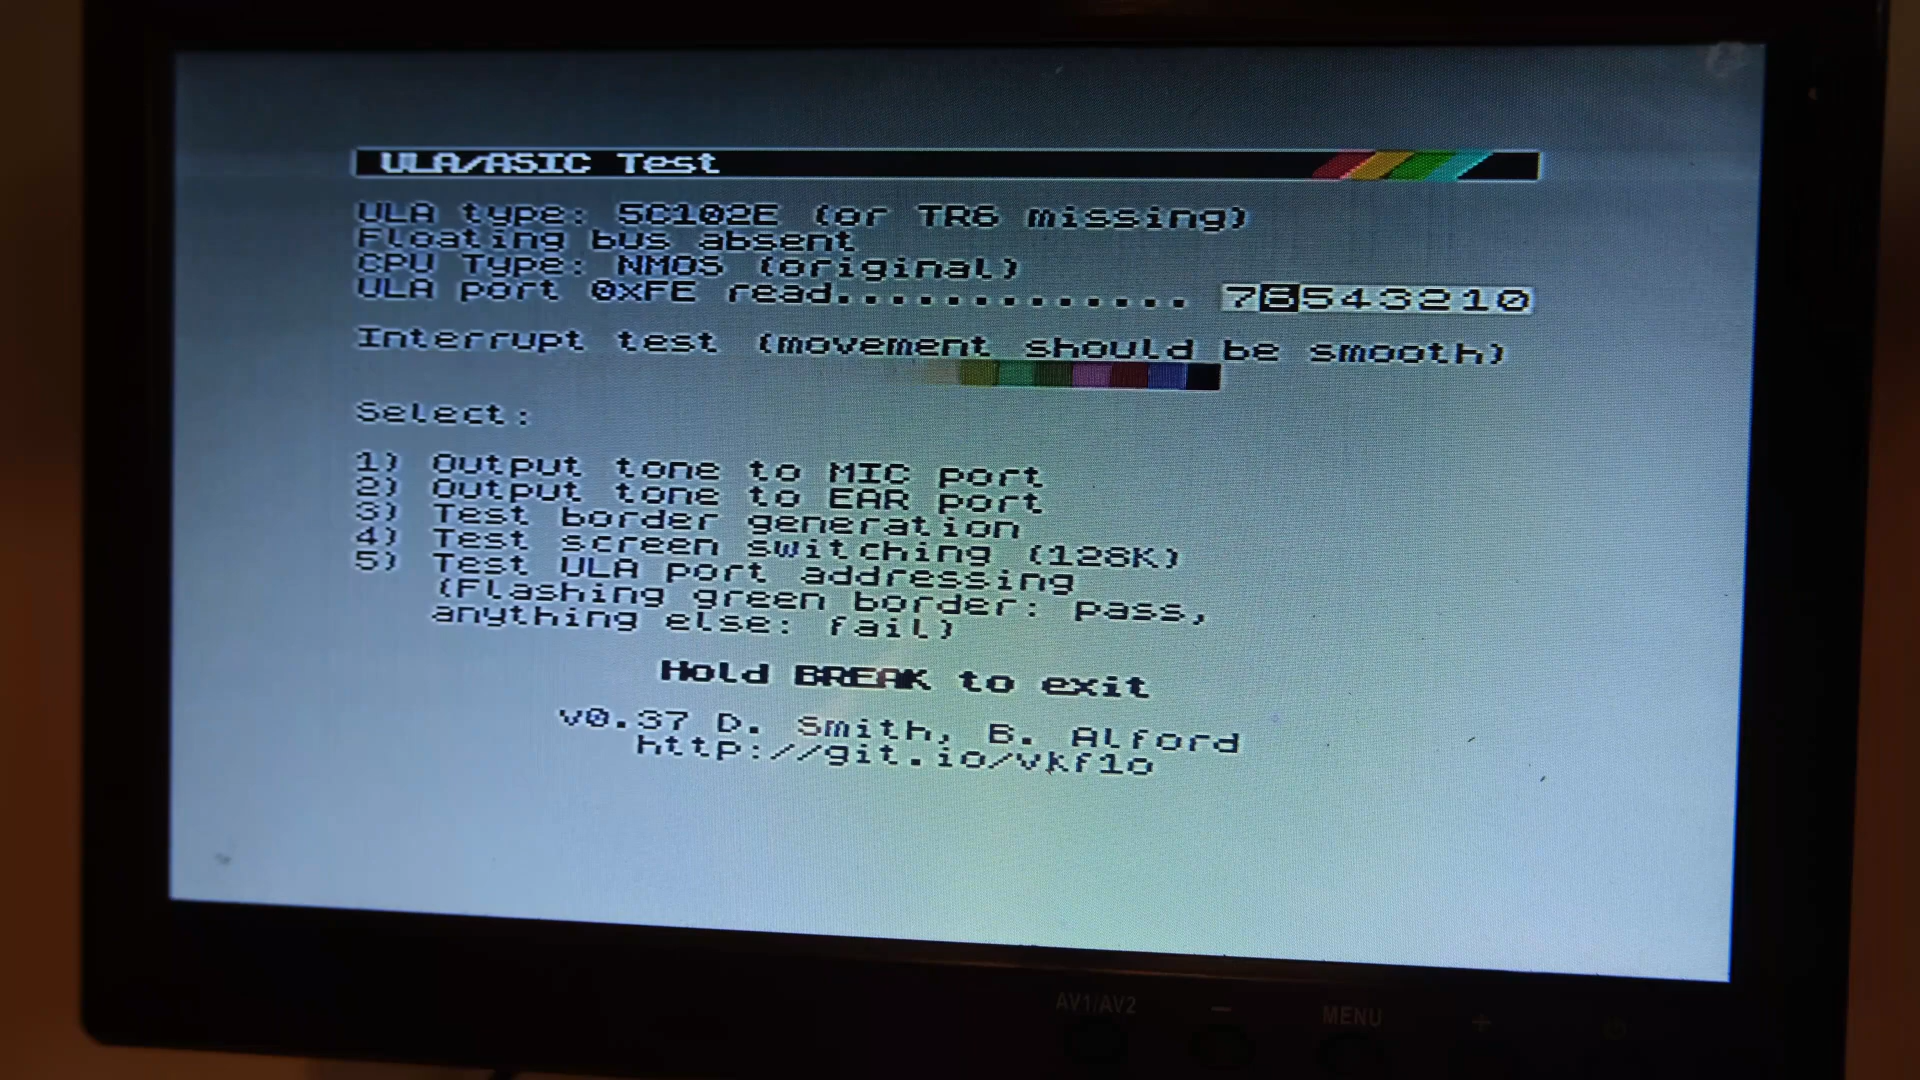 ULA/ASIC Test
ULA type: 5C102E (or TR6 missing)
Floating bus absent
CPU Type: NMOS (original)
ULA port 0xFE read.............. 76543210
Interrupt test (movement should be smooth)
Select:
1) Output tone to MIC port
2) Output tone to EAR port
3) Test border generation
4) Test screen switching (128K)
5) Test ULA port addressing
(Flashing green border: pass,
anything else: fail)
Hold BREAK to exit
v0.37 D. Smith, B. Alford
http://git.io/vkf1o
AV1/AV2 − MENU +